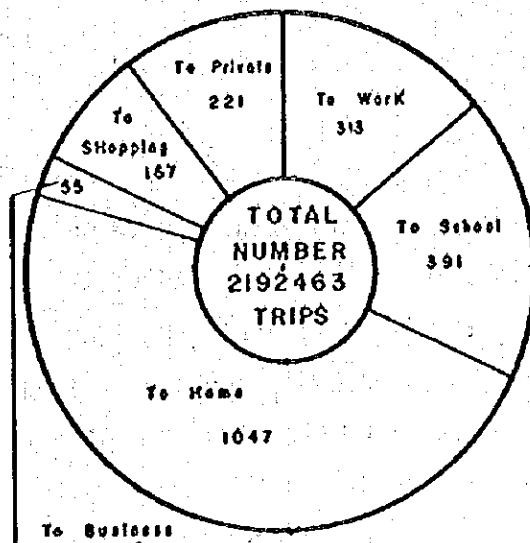 To Private
221
To Work
313
To
SHopping
167
55
To School
391
TOTAL
NUMBER
2192463
TRIPS
To Home
1047
To Business